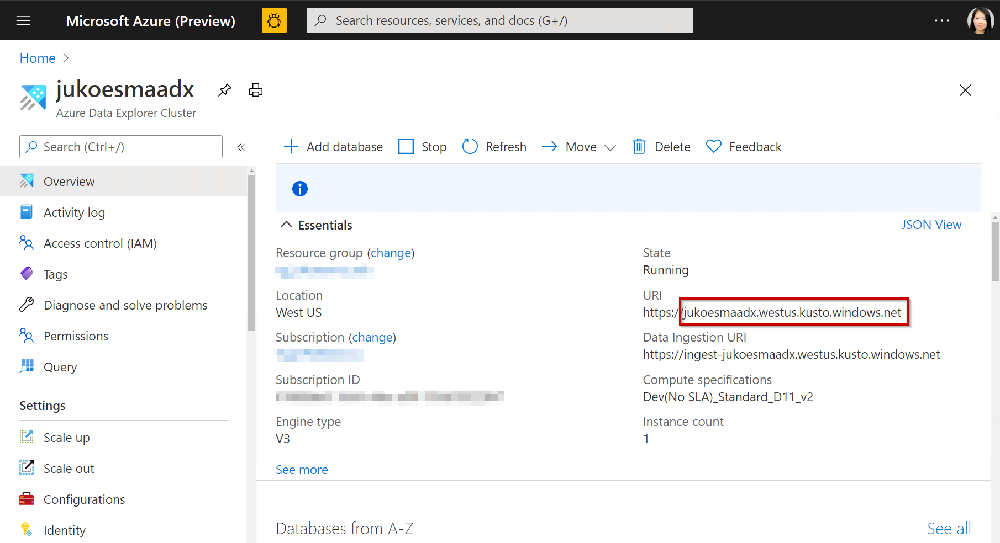 Microsoft Azure (Preview)
Search resources, services, and docs (G+/)
Home
jukoesmaadx
Azure Data Explorer Cluster
Search (Ctrl+/)
Add database
Stop
Refresh
Move
Delete
Feedback
Overview
Activity log
Access control (IAM)
Tags
Diagnose and solve problems
Permissions
Query
Settings
Scale up
Scale out
Configurations
Identity
Essentials
JSON View
Resource group (change)
Location
West US
Subscription (change)
Subscription ID
Engine type
V3
See more
State
Running
URI
https://jukoesmaadx.westus.kusto.windows.net
Data Ingestion URI
https://ingest-jukoesmaadx.westus.kusto.windows.net
Compute specifications
Dev(No SLA)_Standard_D11_v2
Instance count
1
Databases from A-Z
See all